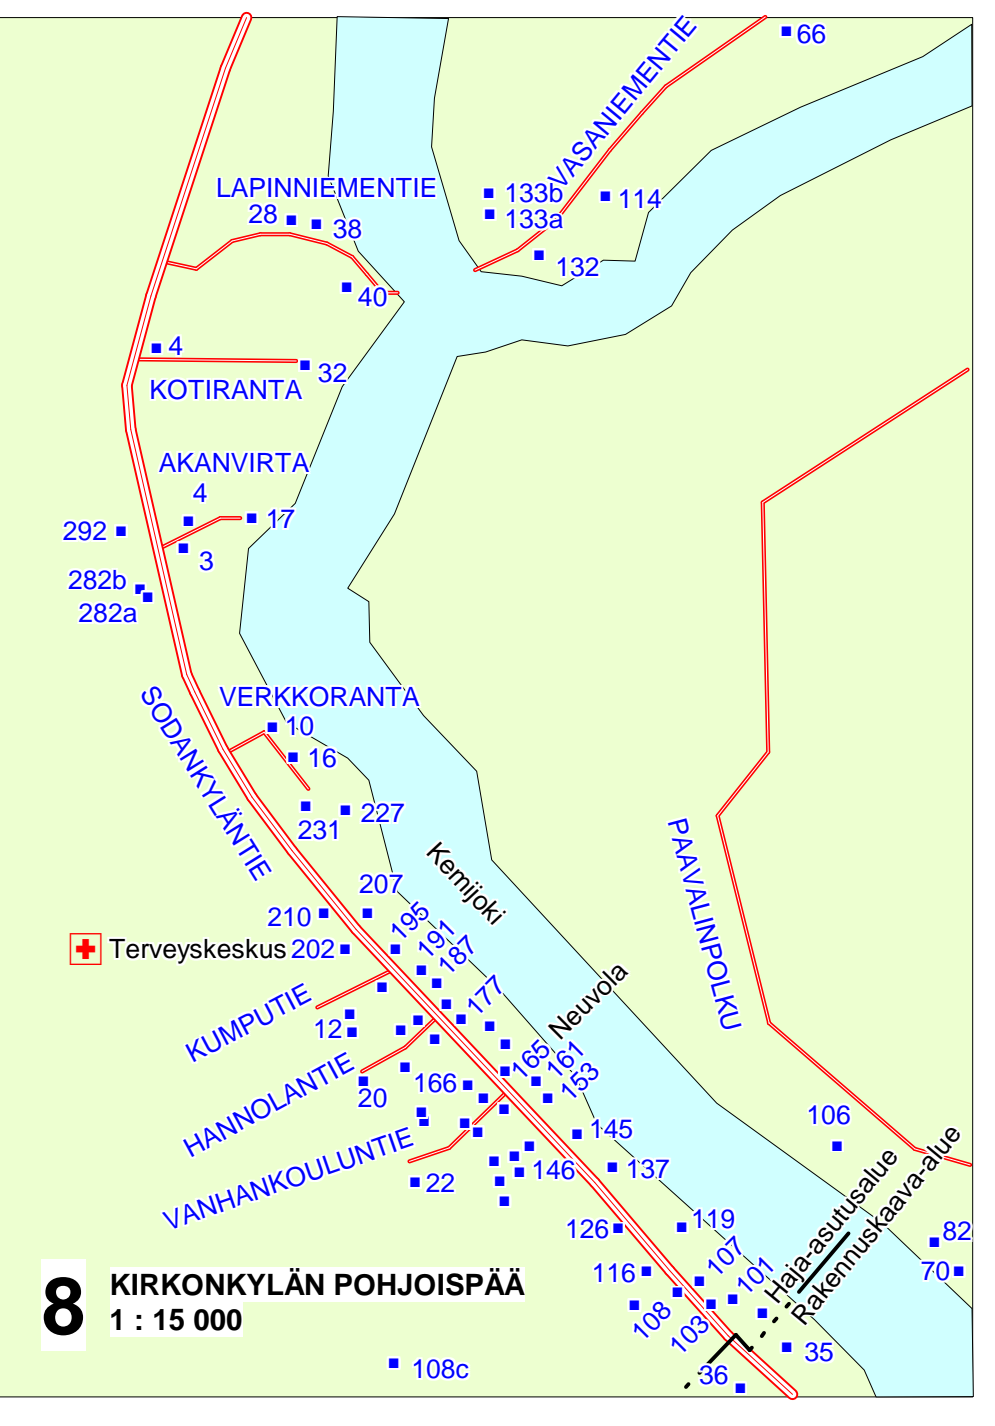 66
VASANIEMENTIE
LAPINNIEMENTIE
133b
114
28
38
133a
132
40
4
32
KOTIRANTA
AKANVIRTA
4
292
17
3
282b
282a
VERKKORANTA
SODANKYLÄNTIE
10
16
231
227
PAAVALINPOLKU
Kemijoki
207
210
195
Terveyskeskus 202
191
187
177
Neuvola
KUMPUTIE
12
HANNOLANTIE
20
166
165
161
153
VANHANKOULUNTIE
145
106
22
146
137
126
119
Haja-asutusalue
Rakennuskaava-alue
82
70
116
107
101
108
103
35
36
8
KIRKONKYLÄN POHJOISPÄÄ
1 : 15 000
108c